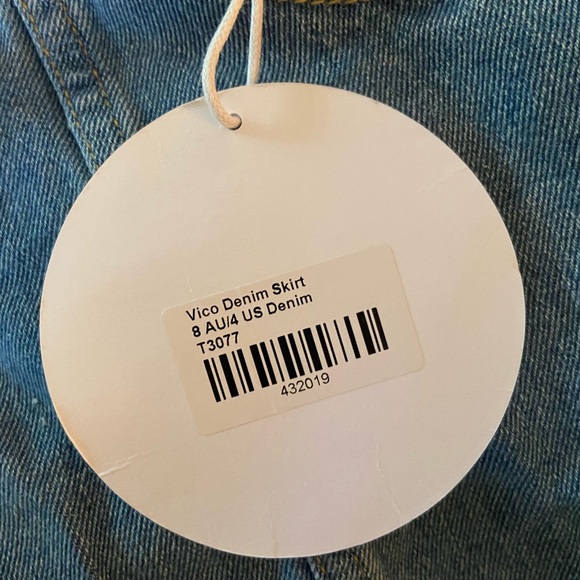 Vico Denim Skirt
8 AU/4 US Denim
T3077
432019